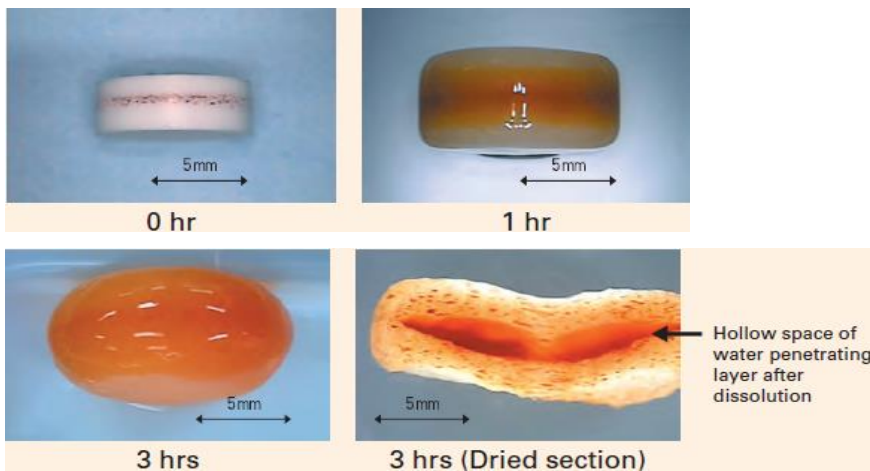 5mm
5mm
0 hr
1 hr
5mm
5mm
Hollow space of
water penetrating
layer after
dissolution
3 hrs
3 hrs (Dried section)